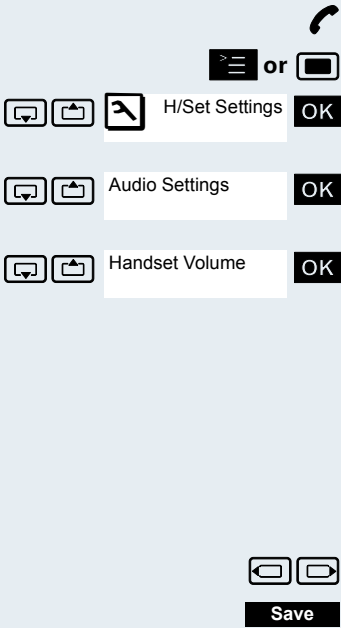 or
H/Set Settings OK
Audio Settings OK
Handset Volume OK
Save